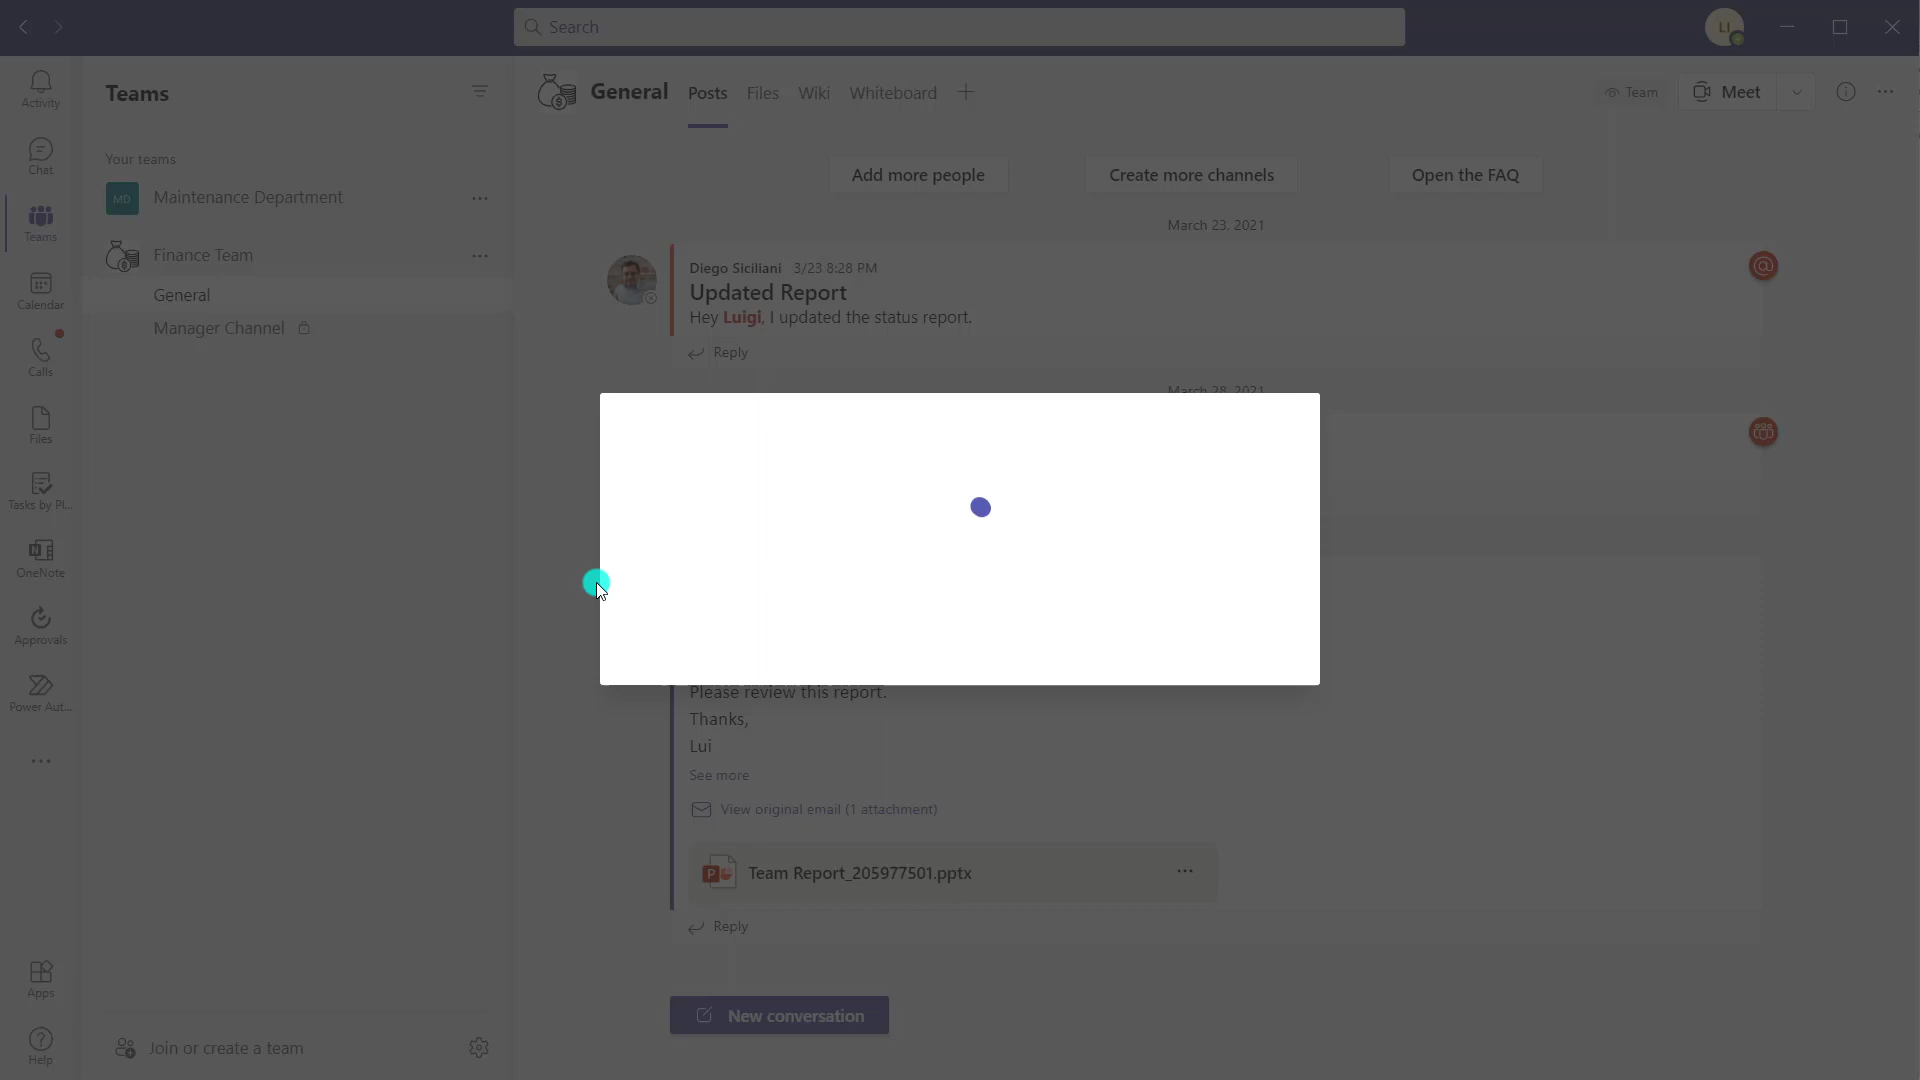 Search
LI
Activity
Chat
Teams
Calendar
Calls
Files
Tasks by Pl...
OneNote
Approvals
Power Aut...
Apps
Help
Teams
Your teams
MD Maintenance Department
Finance Team
General
Manager Channel
Join or create a team
General Posts Files Wiki Whiteboard
Team Meet
Add more people Create more channels Open the FAQ
March 23, 2021
Diego Siciliani 3/23 8:28 PM
Updated Report
Hey Luigi, I updated the status report.
Reply
March 28, 2021
Please review this report.
Thanks,
Lui
See more
View original email (1 attachment)
Team Report_205977501.pptx
Reply
New conversation